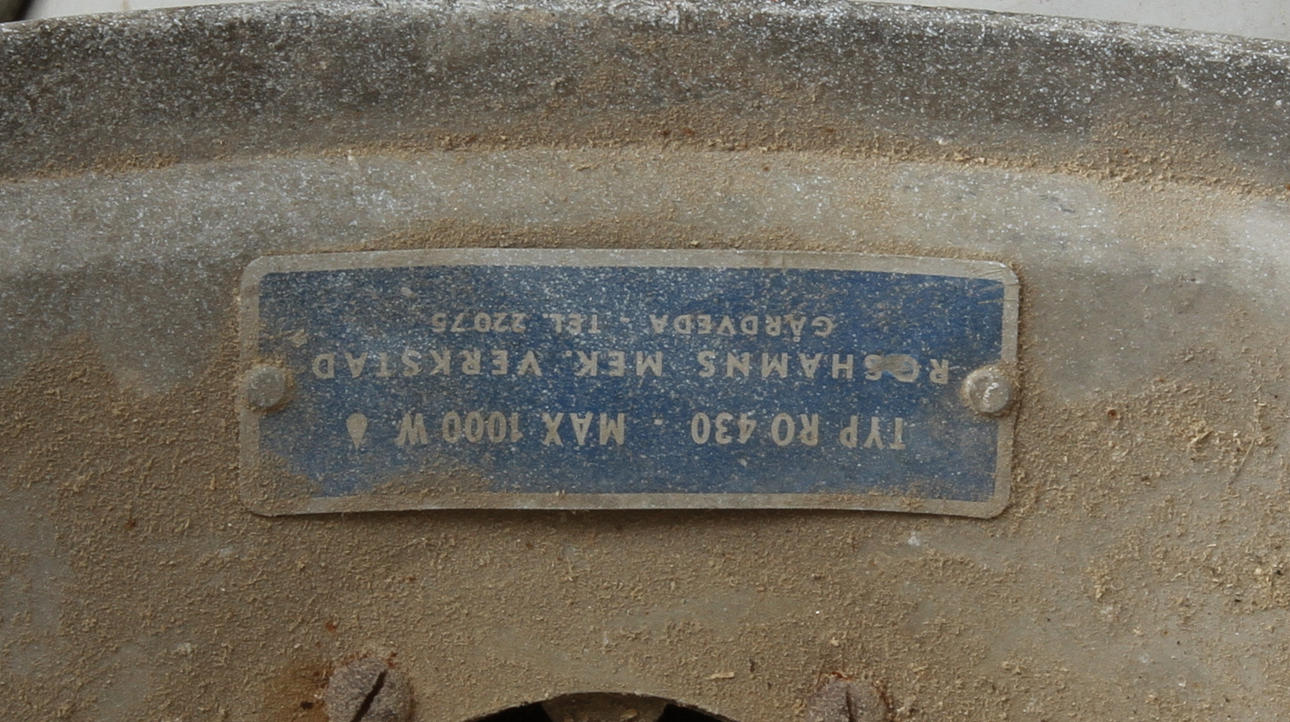 TYP RO 430 . MAX 1000 W
ROSHAMNS MEK. VERKSTAD
GÅRDVEDA - TEL. 22075